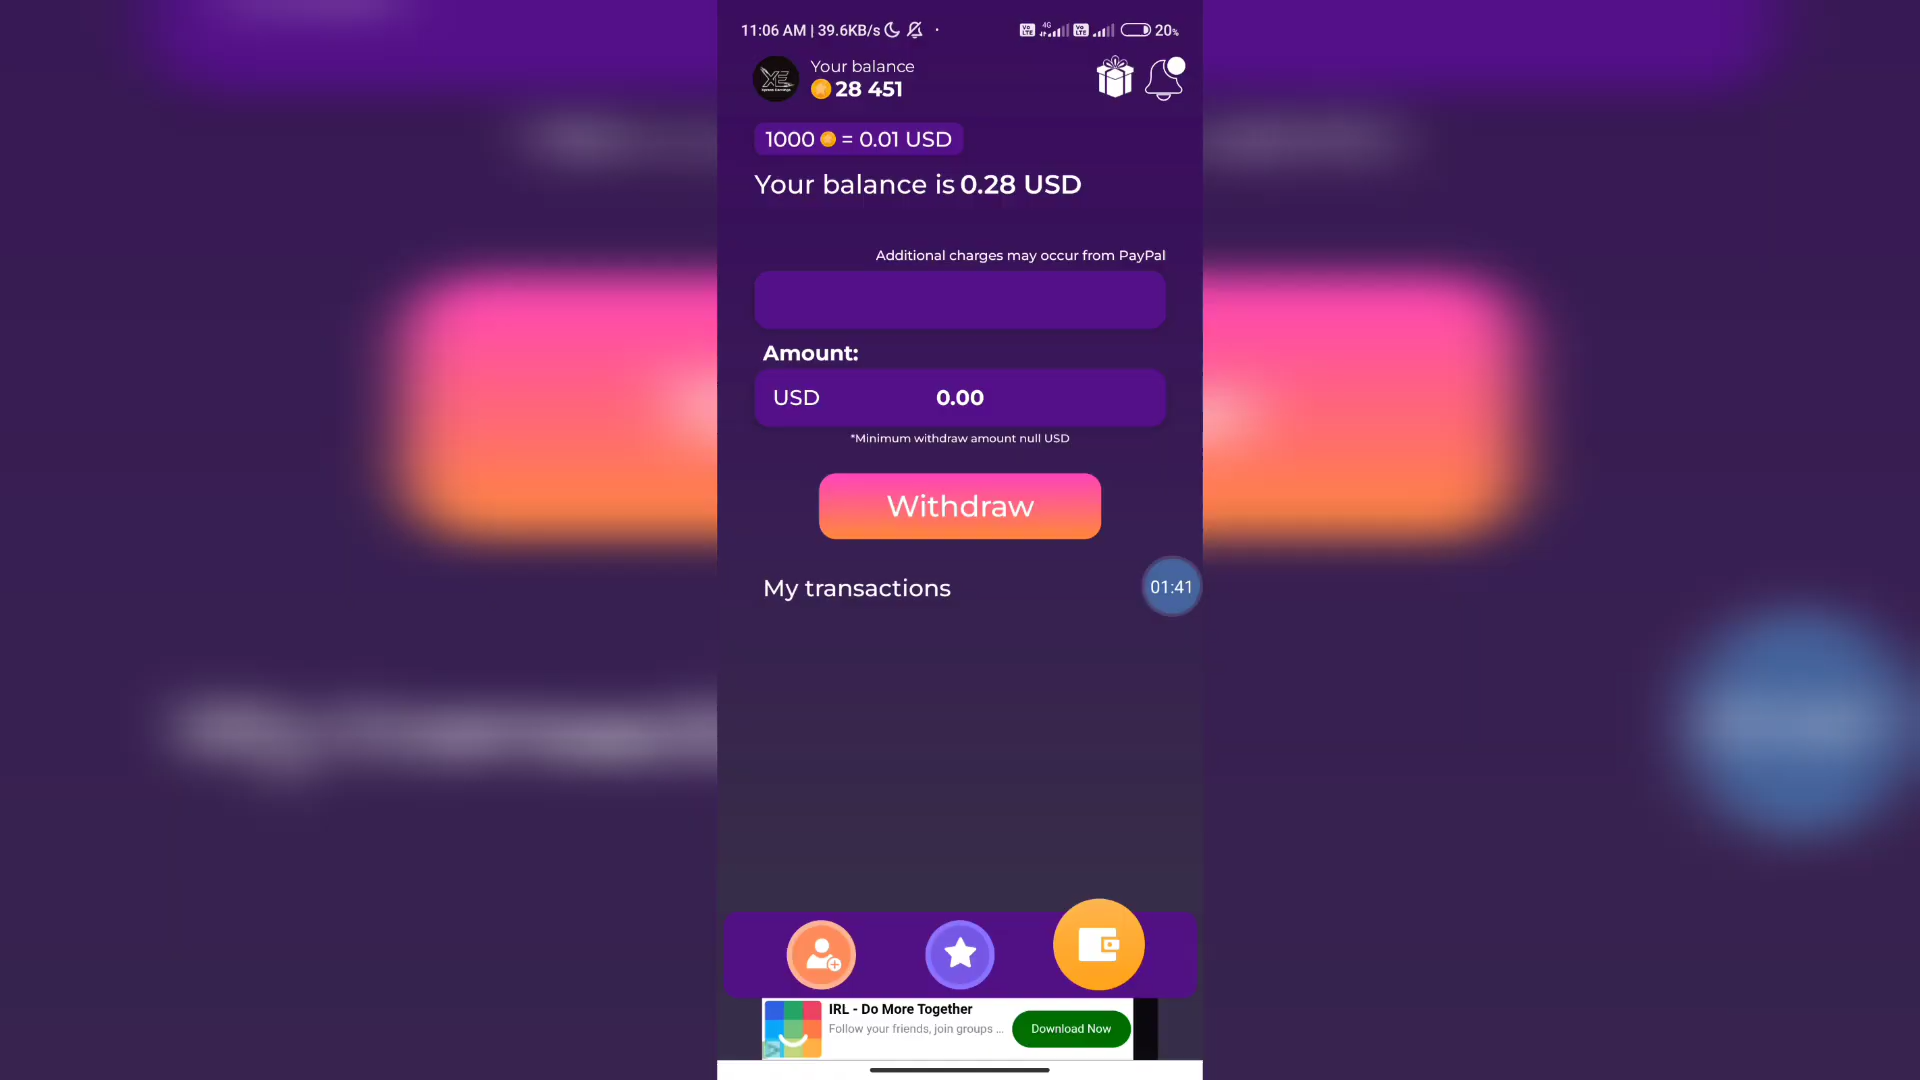 11:06 AM | 39.6KB/s
4G
20%
XE
Your balance
28 451
1000 = 0.01 USD
Your balance is 0.28 USD
Additional charges may occur from PayPal
Amount:
USD 0.00
*Minimum withdraw amount null USD
Withdraw
My transactions
01:41
IRL - Do More Together
Follow your friends, join groups ...
Download Now